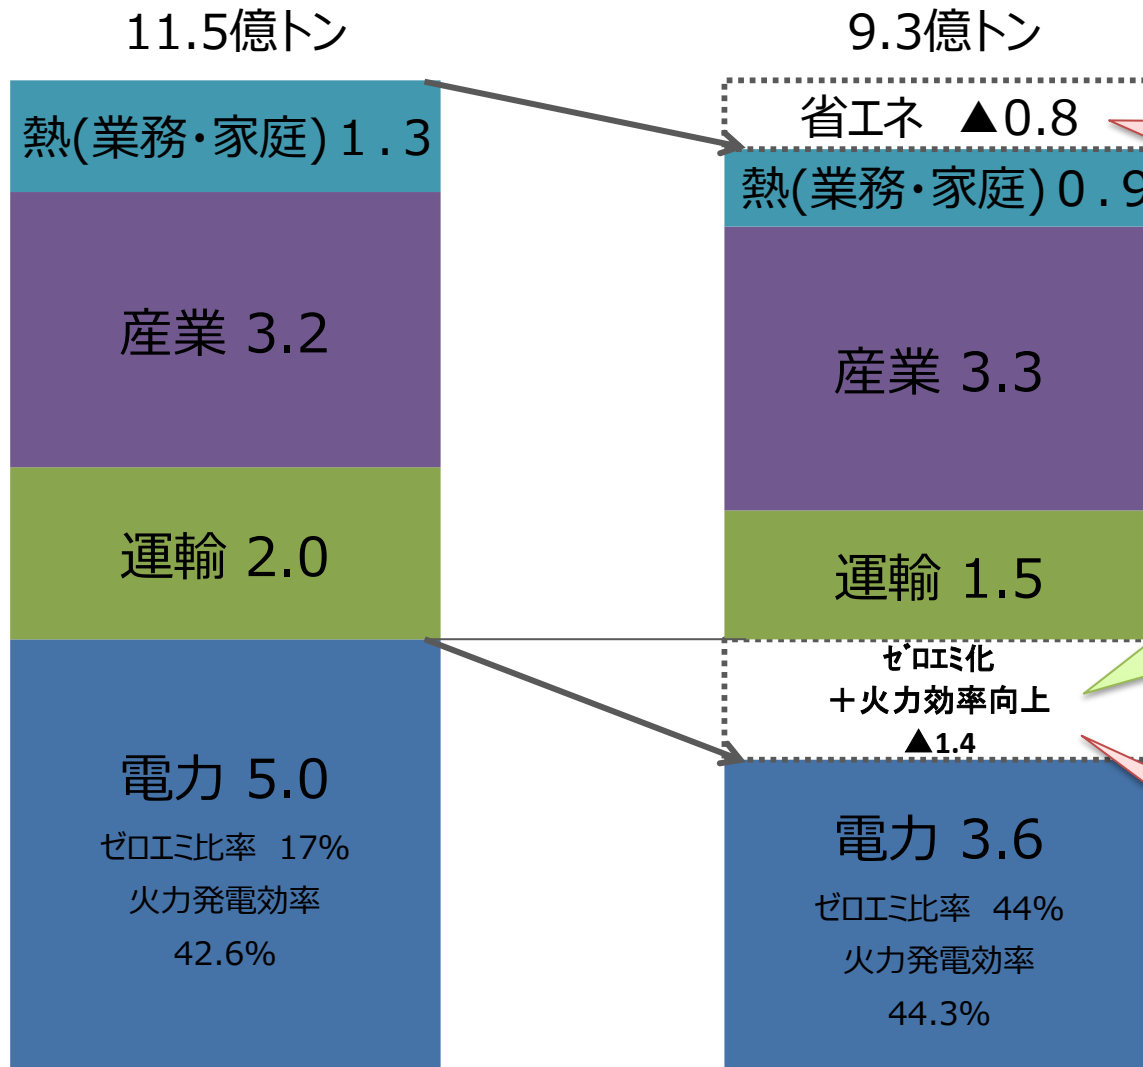 11.5億トン
熱(業務・家庭)1.3
産業 3.2
運輸 2.0
電力 5.0
ゼロエミ比率 17%
火力発電効率
42.6%
9.3億トン
省エネ ▲0.8
熱(業務・家庭)0.9
産業 3.3
運輸 1.5
ゼロエミ化
+火力効率向上
▲1.4
電力 3.6
ゼロエミ比率 44%
火力発電効率
44.3%